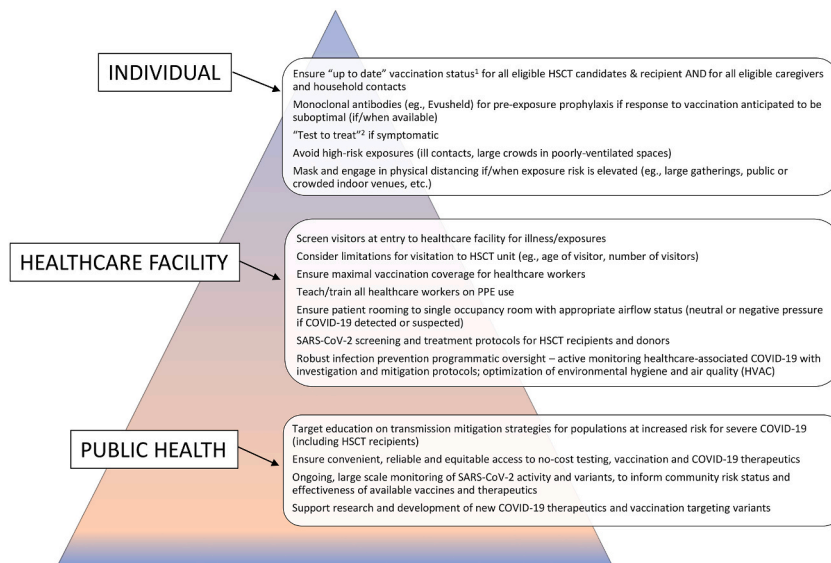 INDIVIDUAL
Ensure “up to date” vaccination status¹ for all eligible HSCT candidates & recipient AND for all eligible caregivers
and household contacts
Monoclonal antibodies (eg., Evusheld) for pre-exposure prophylaxis if response to vaccination anticipated to be
suboptimal (if/when available)
“Test to treat”² if symptomatic
Avoid high-risk exposures (ill contacts, large crowds in poorly-ventilated spaces)
Mask and engage in physical distancing if/when exposure risk is elevated (eg., large gatherings, public or
crowded indoor venues, etc.)
HEALTHCARE FACILITY
Screen visitors at entry to healthcare facility for illness/exposures
Consider limitations for visitation to HSCT unit (eg., age of visitor, number of visitors)
Ensure maximal vaccination coverage for healthcare workers
Teach/train all healthcare workers on PPE use
Ensure patient rooming to single occupancy room with appropriate airflow status (neutral or negative pressure
if COVID-19 detected or suspected)
SARS-CoV-2 screening and treatment protocols for HSCT recipients and donors
Robust infection prevention programmatic oversight – active monitoring healthcare-associated COVID-19 with
investigation and mitigation protocols; optimization of environmental hygiene and air quality (HVAC)
PUBLIC HEALTH
Target education on transmission mitigation strategies for populations at increased risk for severe COVID-19
(including HSCT recipients)
Ensure convenient, reliable and equitable access to no-cost testing, vaccination and COVID-19 therapeutics
Ongoing, large scale monitoring of SARS-CoV-2 activity and variants, to inform community risk status and
effectiveness of available vaccines and therapeutics
Support research and development of new COVID-19 therapeutics and vaccination targeting variants